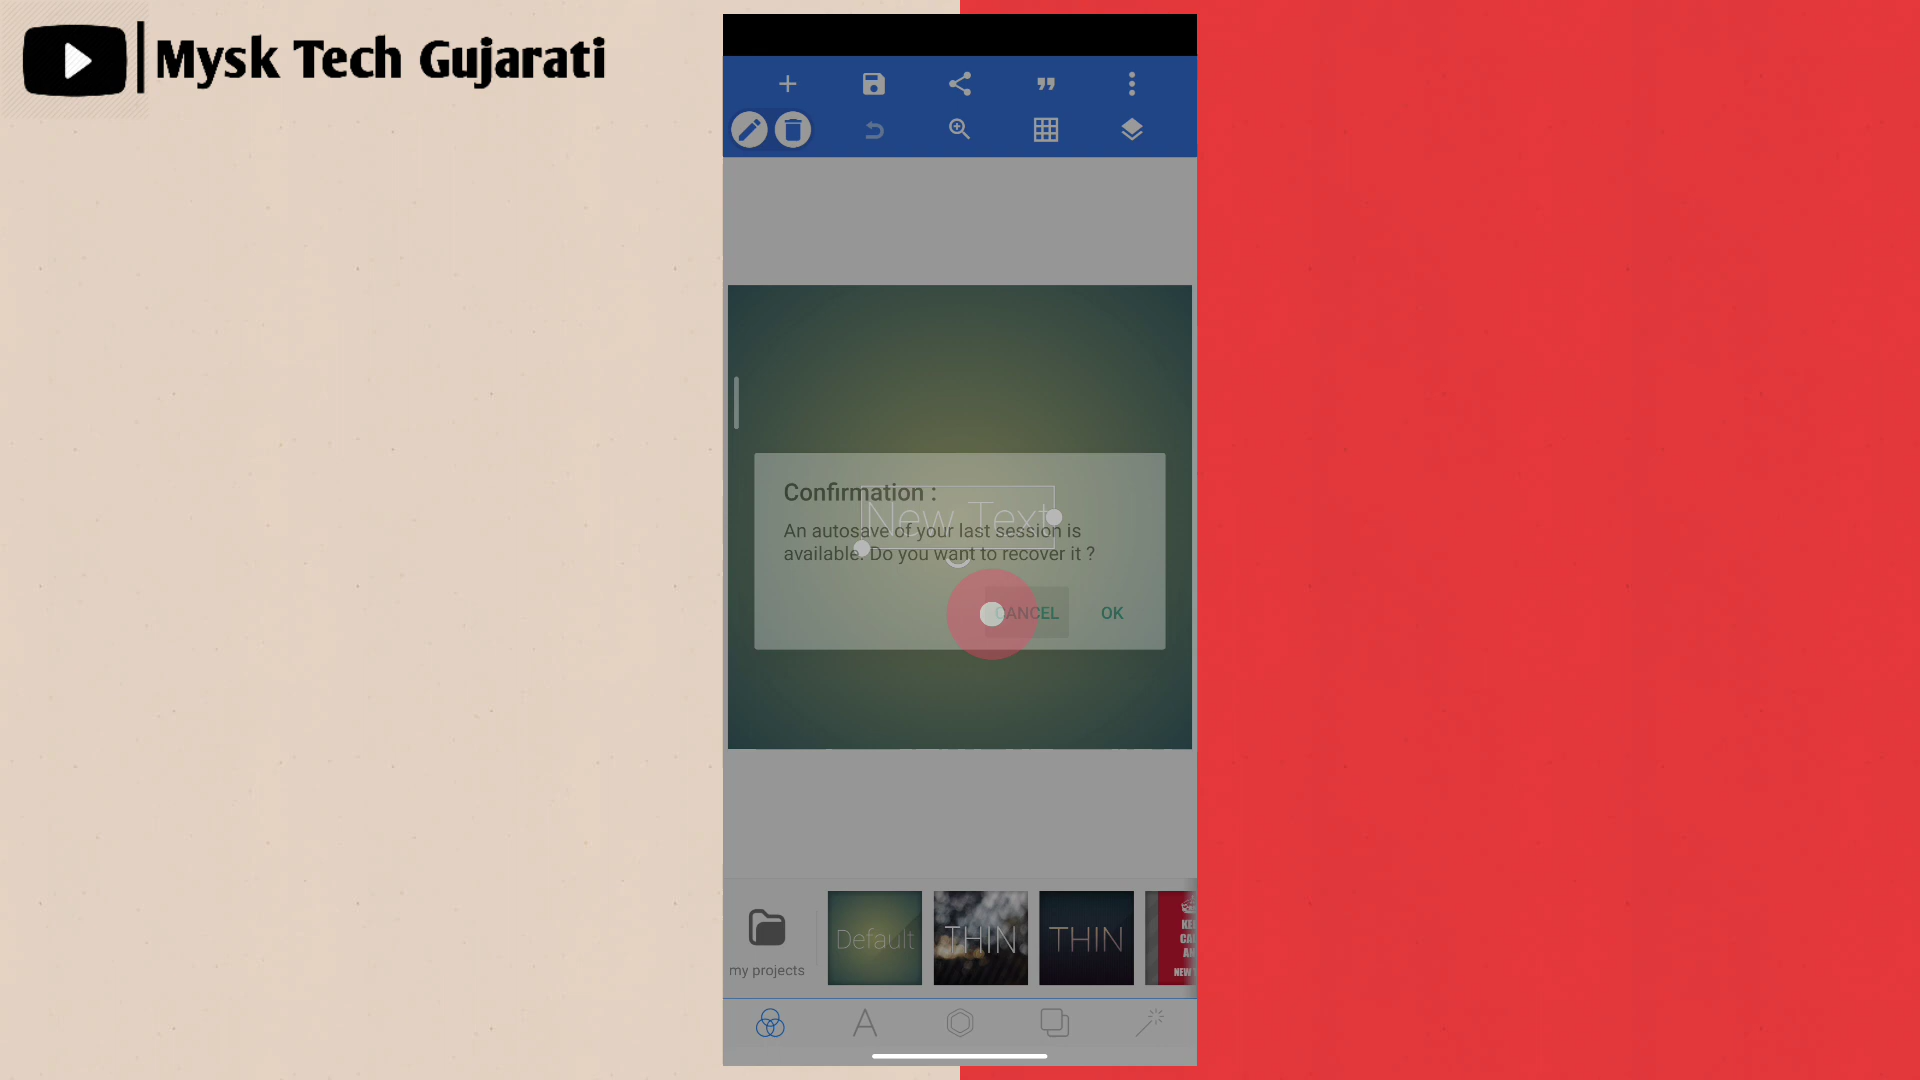 Mysk Tech Gujarati
Confirmation :
New Text
An autosave of your last session is
available. Do you want to recover it ?
CANCEL
OK
my projects
Default
THIN
THIN